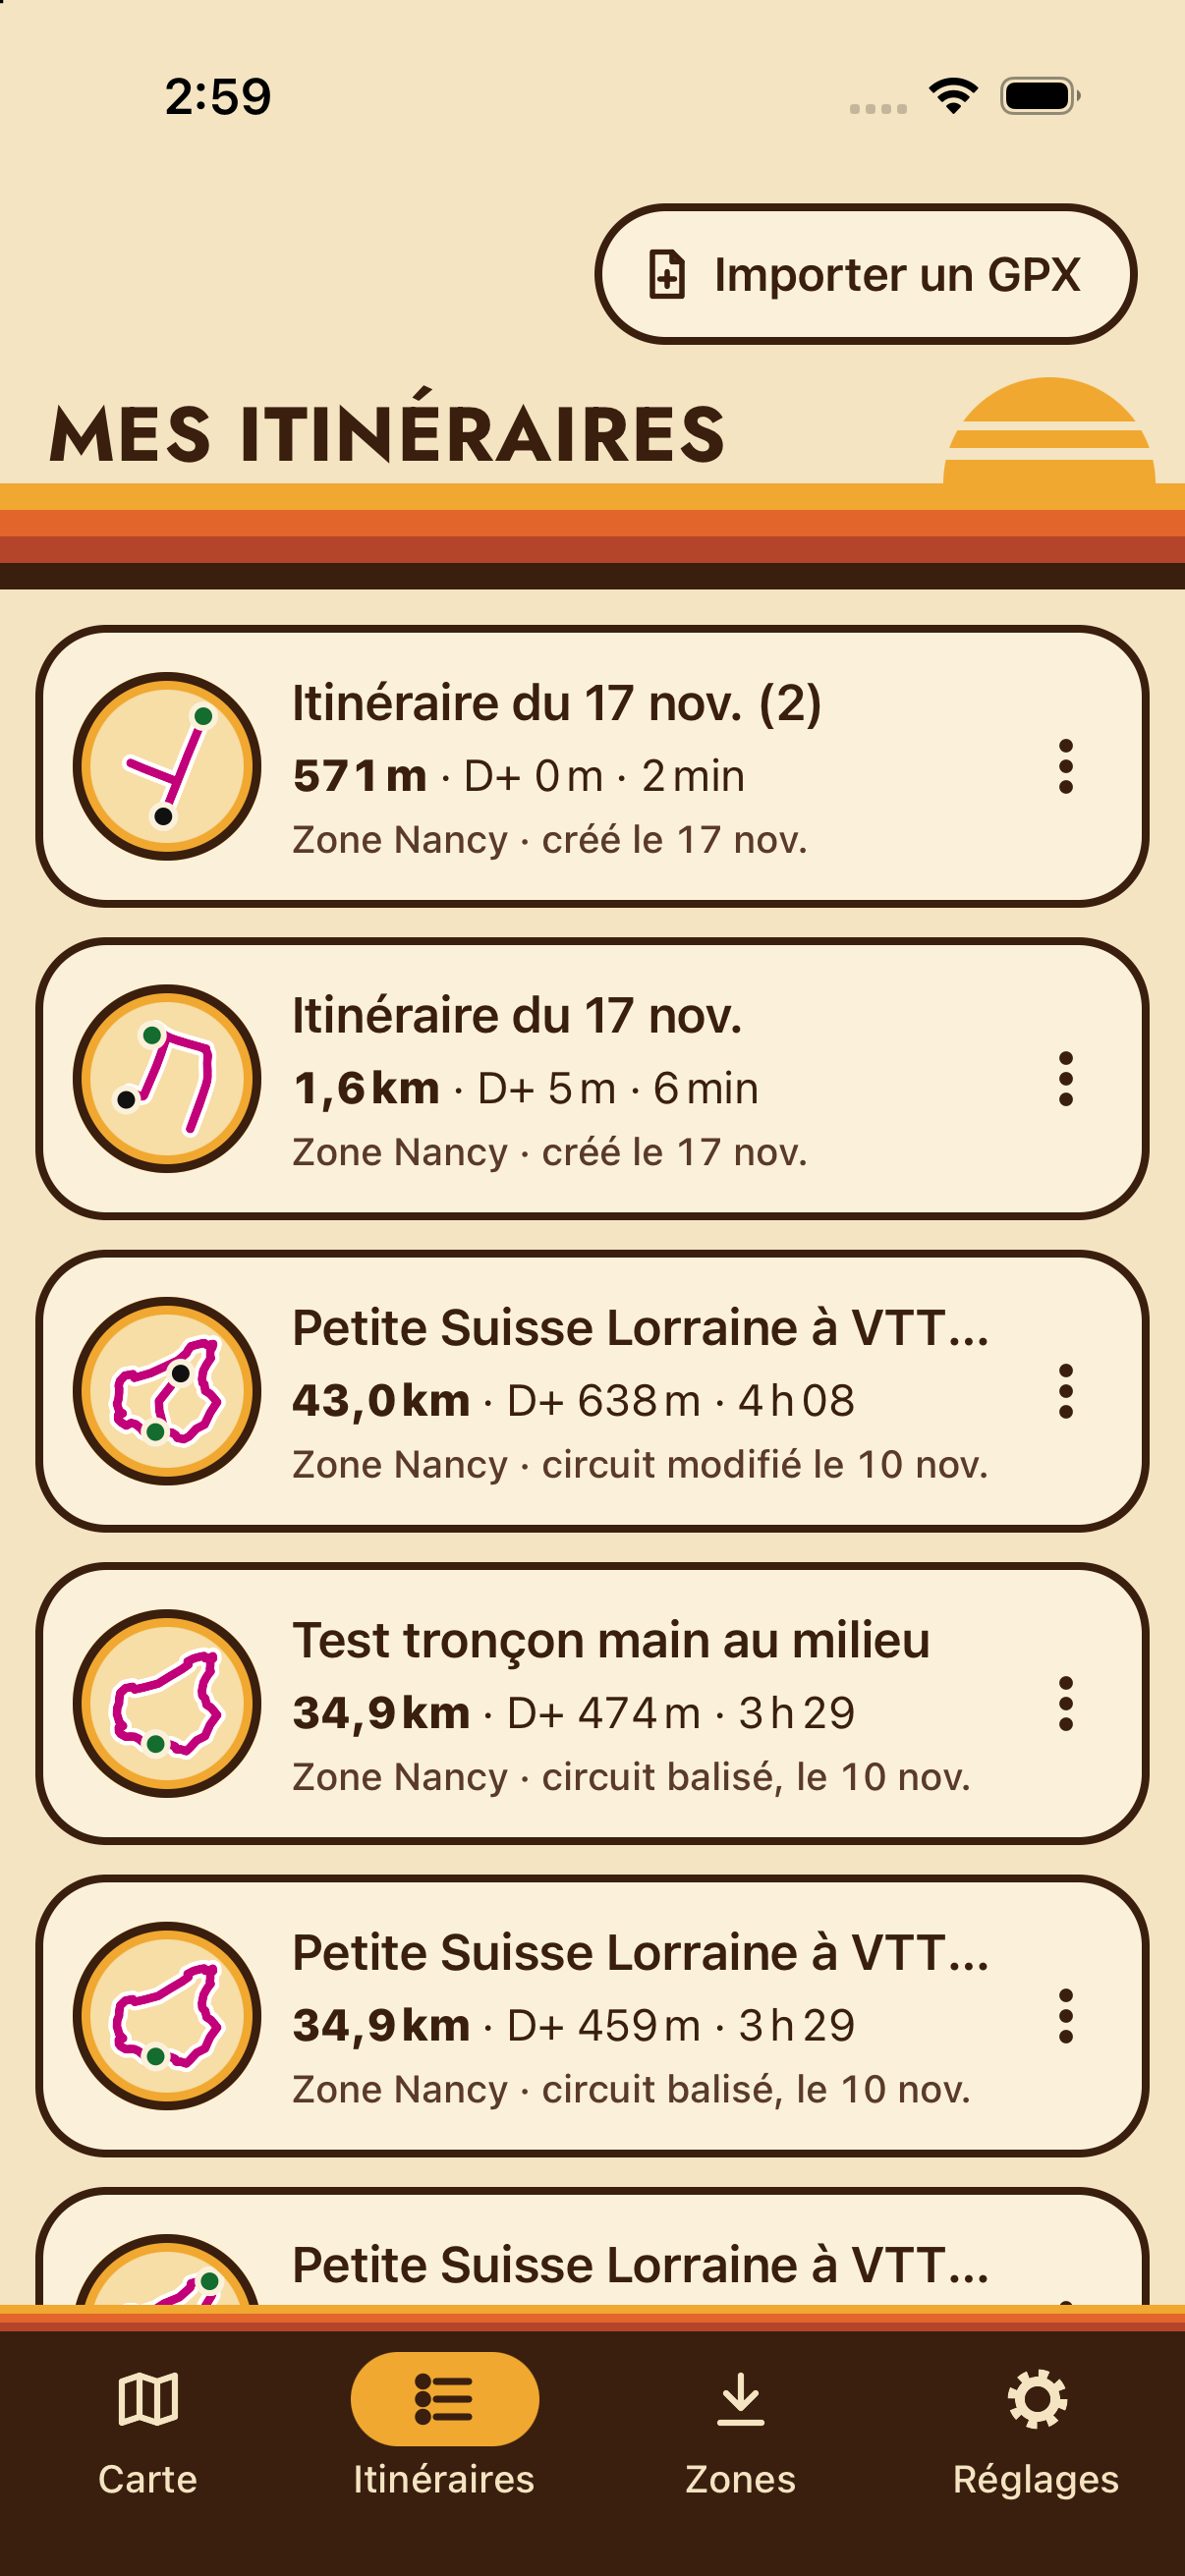 2:59
Importer un GPX
MES ITINÉRAIRES
Itinéraire du 17 nov. (2)
571 m · D+ 0 m · 2 min
Zone Nancy · créé le 17 nov.
Itinéraire du 17 nov.
1,6 km · D+ 5 m · 6 min
Zone Nancy · créé le 17 nov.
Petite Suisse Lorraine à VTT...
43,0 km · D+ 638 m · 4 h 08
Zone Nancy · circuit modifié le 10 nov.
Test tronçon main au milieu
34,9 km · D+ 474 m · 3 h 29
Zone Nancy · circuit balisé, le 10 nov.
Petite Suisse Lorraine à VTT...
34,9 km · D+ 459 m · 3 h 29
Zone Nancy · circuit balisé, le 10 nov.
Petite Suisse Lorraine à VTT...
Carte
Itinéraires
Zones
Réglages